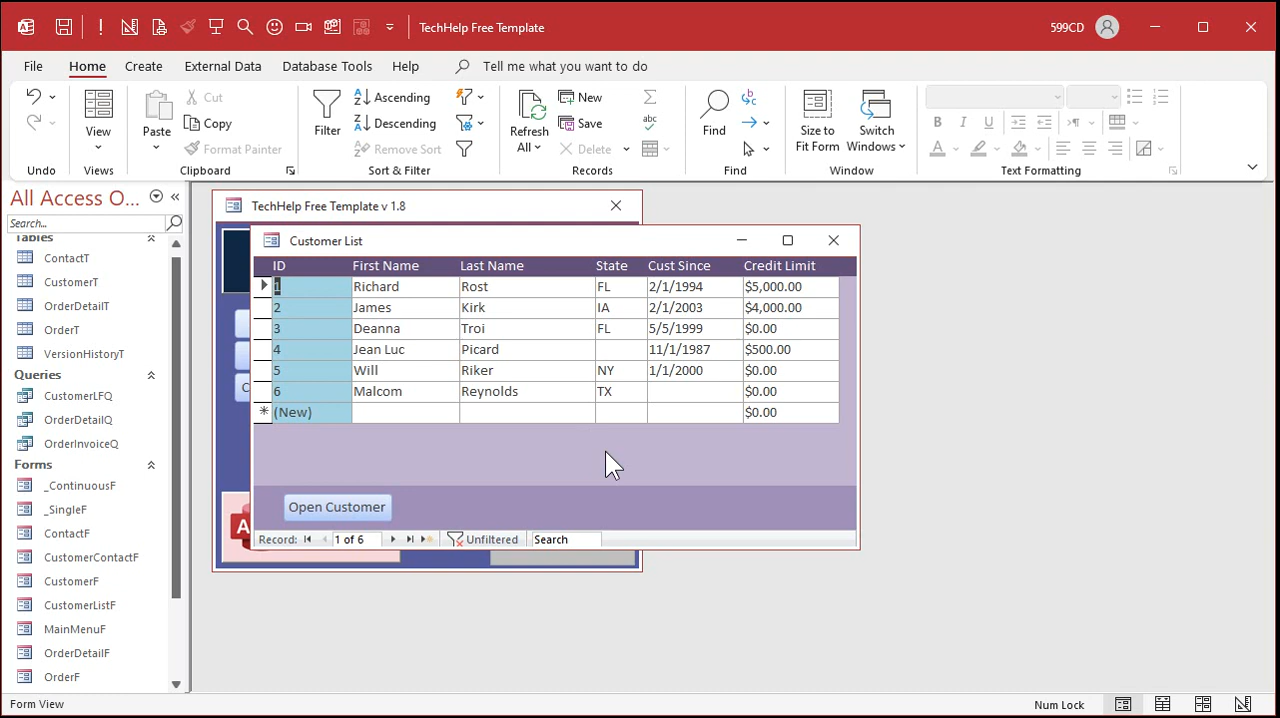 TechHelp Free Template
599CD
File Home Create External Data Database Tools Help Tell me what you want to do
Undo
View
Views
Paste
Cut
Copy
Format Painter
Clipboard
Filter
Ascending
Descending
Remove Sort
Sort & Filter
Refresh
All
New
Save
Delete
Records
Find
Find
Size to
Fit Form
Switch
Windows
Window
B I U
A
Text Formatting
All Access O...
Search...
Tables
ContactT
CustomerT
OrderDetailT
OrderT
VersionHistoryT
Queries
CustomerLFQ
OrderDetailQ
OrderInvoiceQ
Forms
_ContinuousF
_SingleF
ContactF
CustomerContactF
CustomerF
CustomerListF
MainMenuF
OrderDetailF
OrderF
TechHelp Free Template v 1.8
C
A
Customer List
ID First Name Last Name State Cust Since Credit Limit
1 Richard Rost FL 2/1/1994 $5,000.00
2 James Kirk IA 2/1/2003 $4,000.00
3 Deanna Troi FL 5/5/1999 $0.00
4 Jean Luc Picard 11/1/1987 $500.00
5 Will Riker NY 1/1/2000 $0.00
6 Malcom Reynolds TX $0.00
* (New) $0.00
Open Customer
Record: 1 of 6 Unfiltered Search
Form View
Num Lock